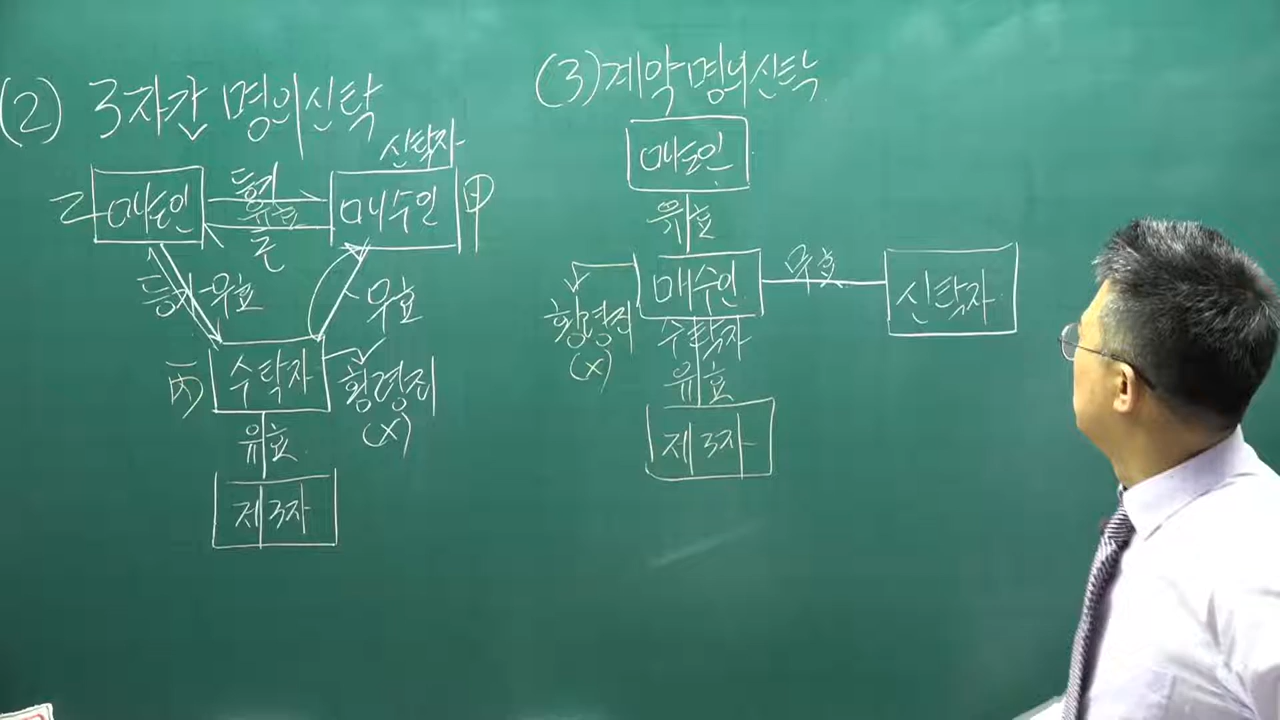 (2) 3자간 명의신탁
신탁자
乙 매도인
등기
유효
돈
매수인 甲
등기
무효
무효
丙 수탁자
횡령죄
(x)
유효
제3자
(3) 계약명의신탁
매도인
유효
매수인
무효
신탁자
횡령죄
(x)
수탁자
유효
제3자